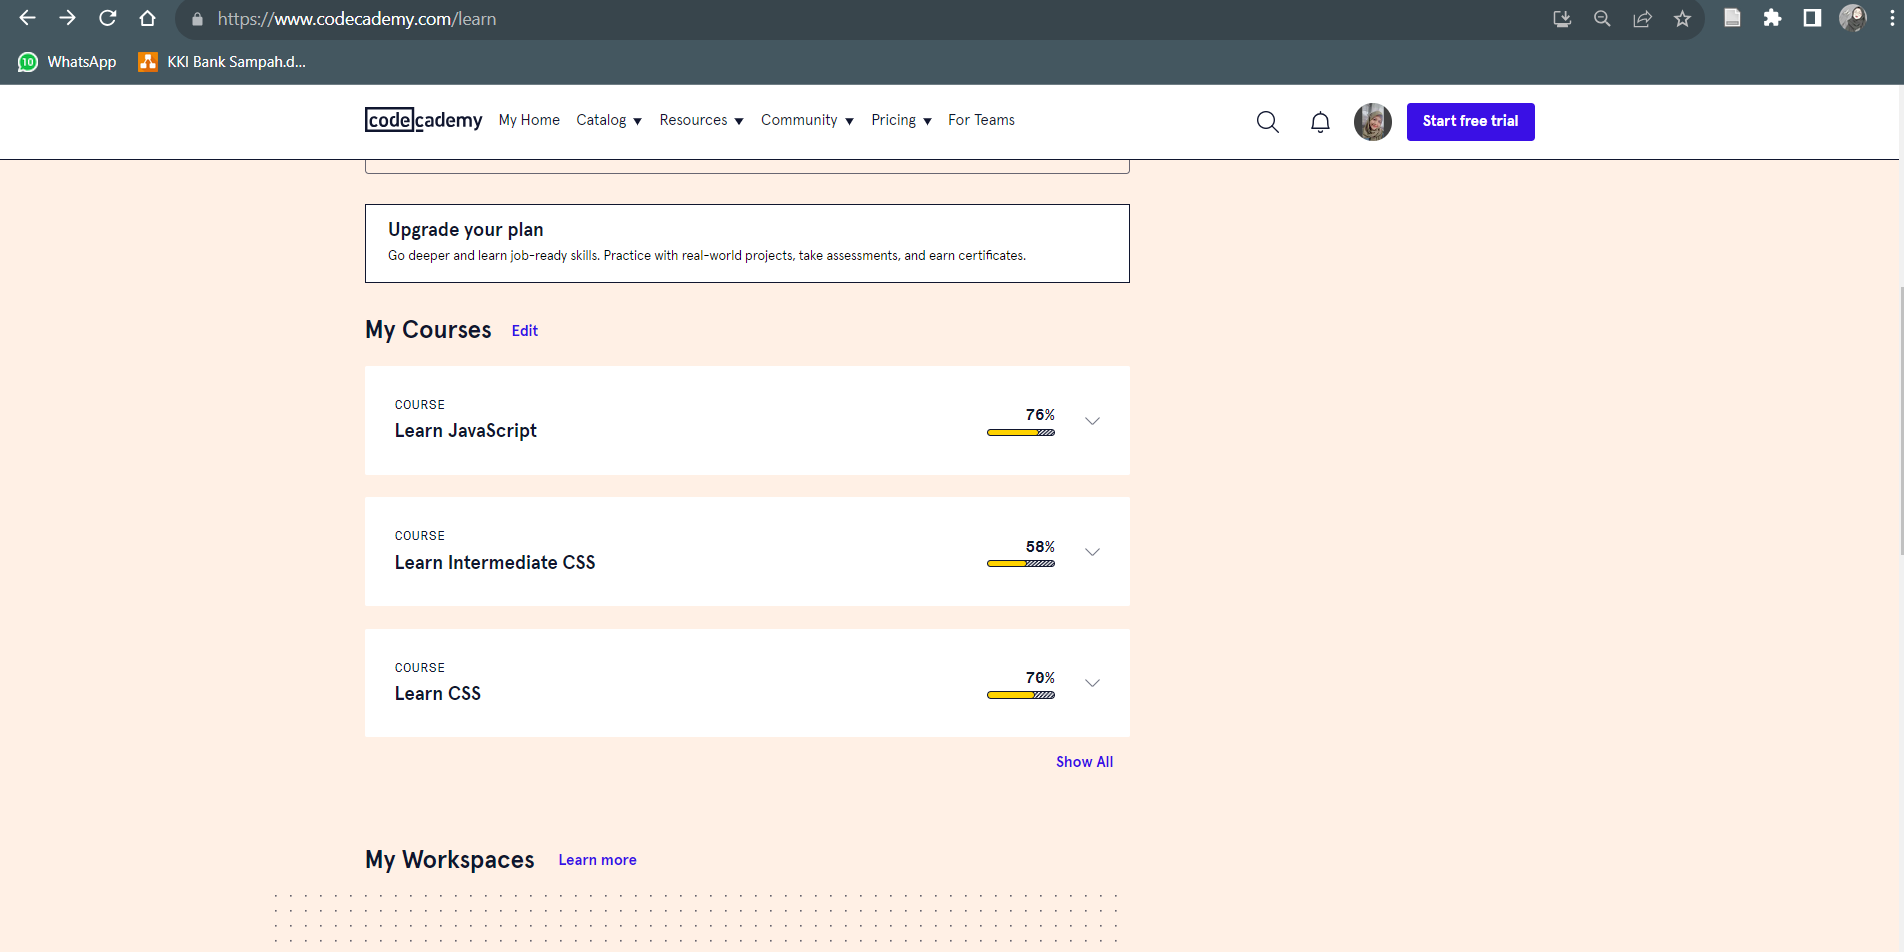 https://www.codecademy.com/learn
10 WhatsApp KKI Bank Sampah.d...
codecademy My Home Catalog Resources Community Pricing For Teams Start free trial
Upgrade your plan
Go deeper and learn job-ready skills. Practice with real-world projects, take assessments, and earn certificates.
My Courses Edit
COURSE
Learn JavaScript
76%
COURSE
Learn Intermediate CSS
58%
COURSE
Learn CSS
70%
Show All
My Workspaces Learn more